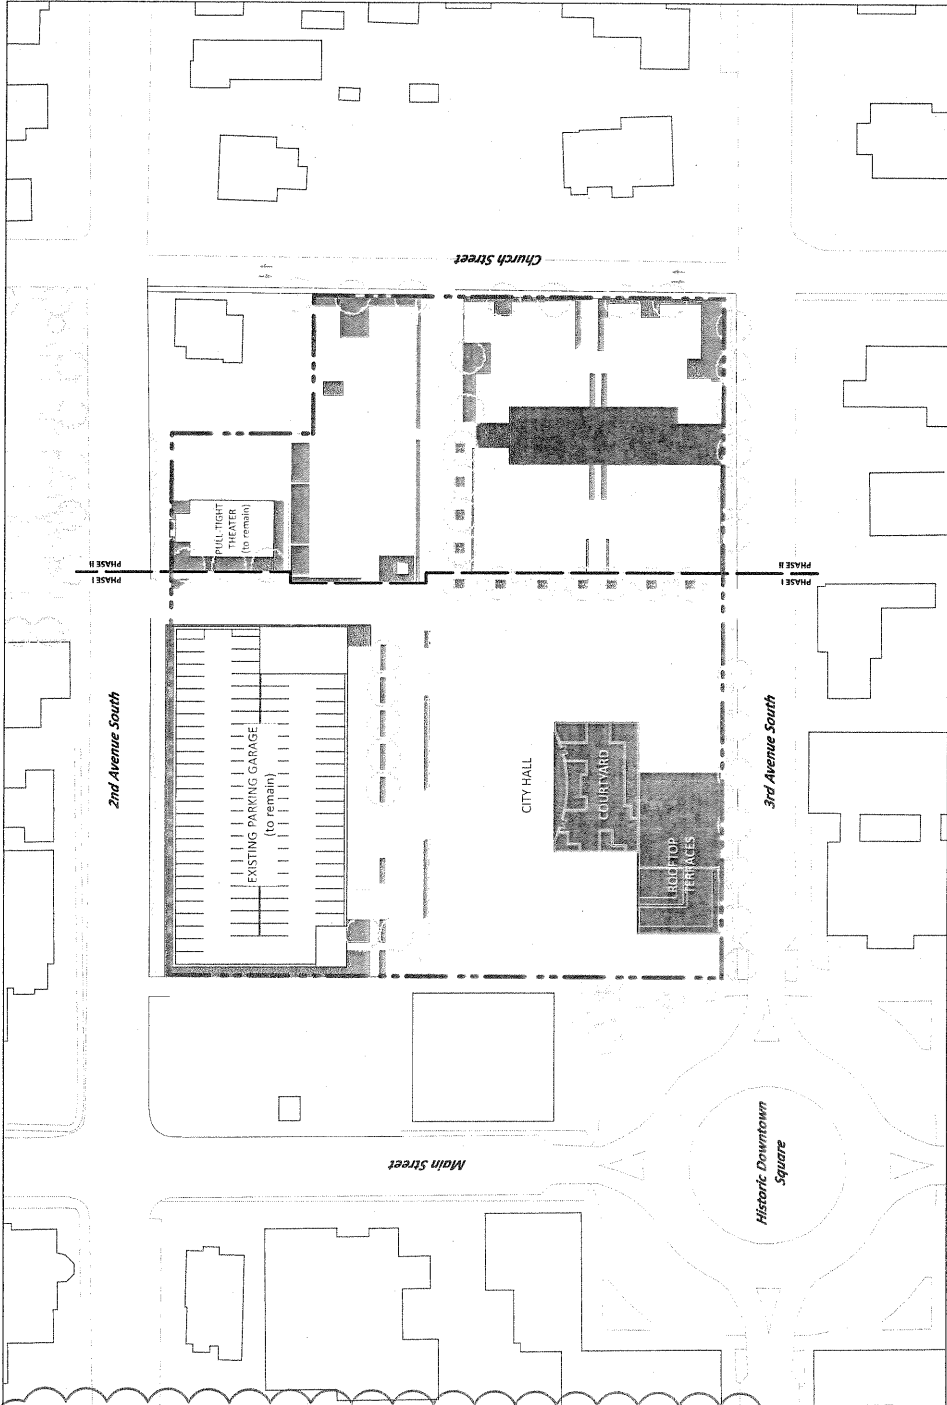 Church Street
PULL-TIGHT
THEATER
(to remain)
PHASE II
PHASE I
PHASE II
PHASE I
2nd Avenue South
EXISTING PARKING GARAGE
(to remain)
CITY HALL
COURTYARD
ROOFTOP
TERRACES
3rd Avenue South
Main Street
Historic Downtown
Square